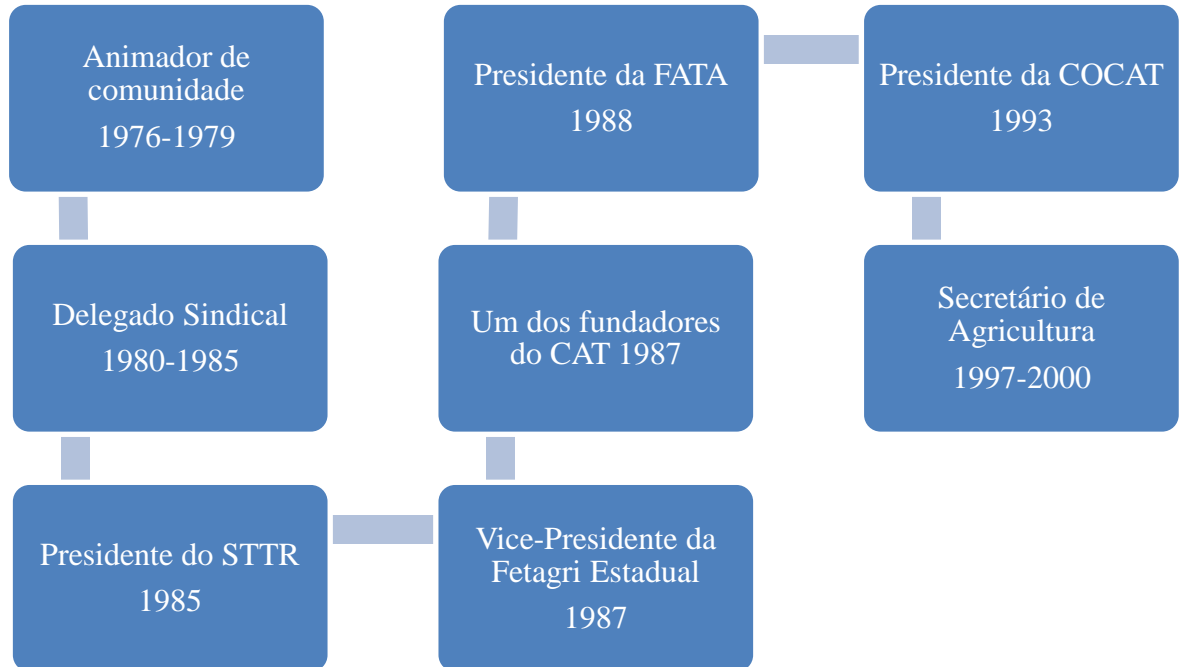 Animador de
comunidade
1976-1979
Delegado Sindical
1980-1985
Presidente do STTR
1985
Vice-Presidente da
Fetagri Estadual
1987
Um dos fundadores
do CAT 1987
Presidente da FATA
1988
Presidente da COCAT
1993
Secretário de
Agricultura
1997-2000